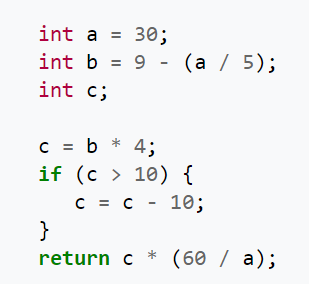 int a = 30;
int b = 9 - (a / 5);
int c;

c = b * 4;
if (c > 10) {
   c = c - 10;
}
return c * (60 / a);